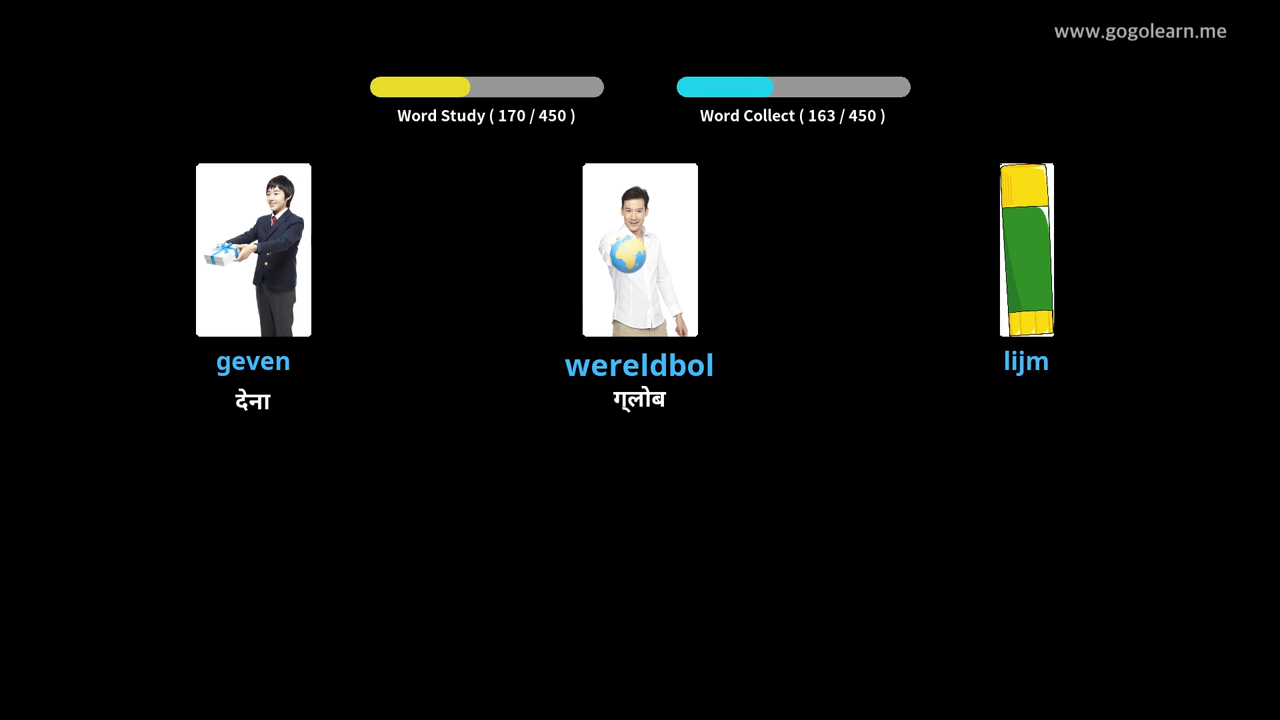 www.gogolearn.me
Word Study ( 170 / 450 )
Word Collect ( 163 / 450 )
geven
wereldbol
lijm
देना
ग्लोब